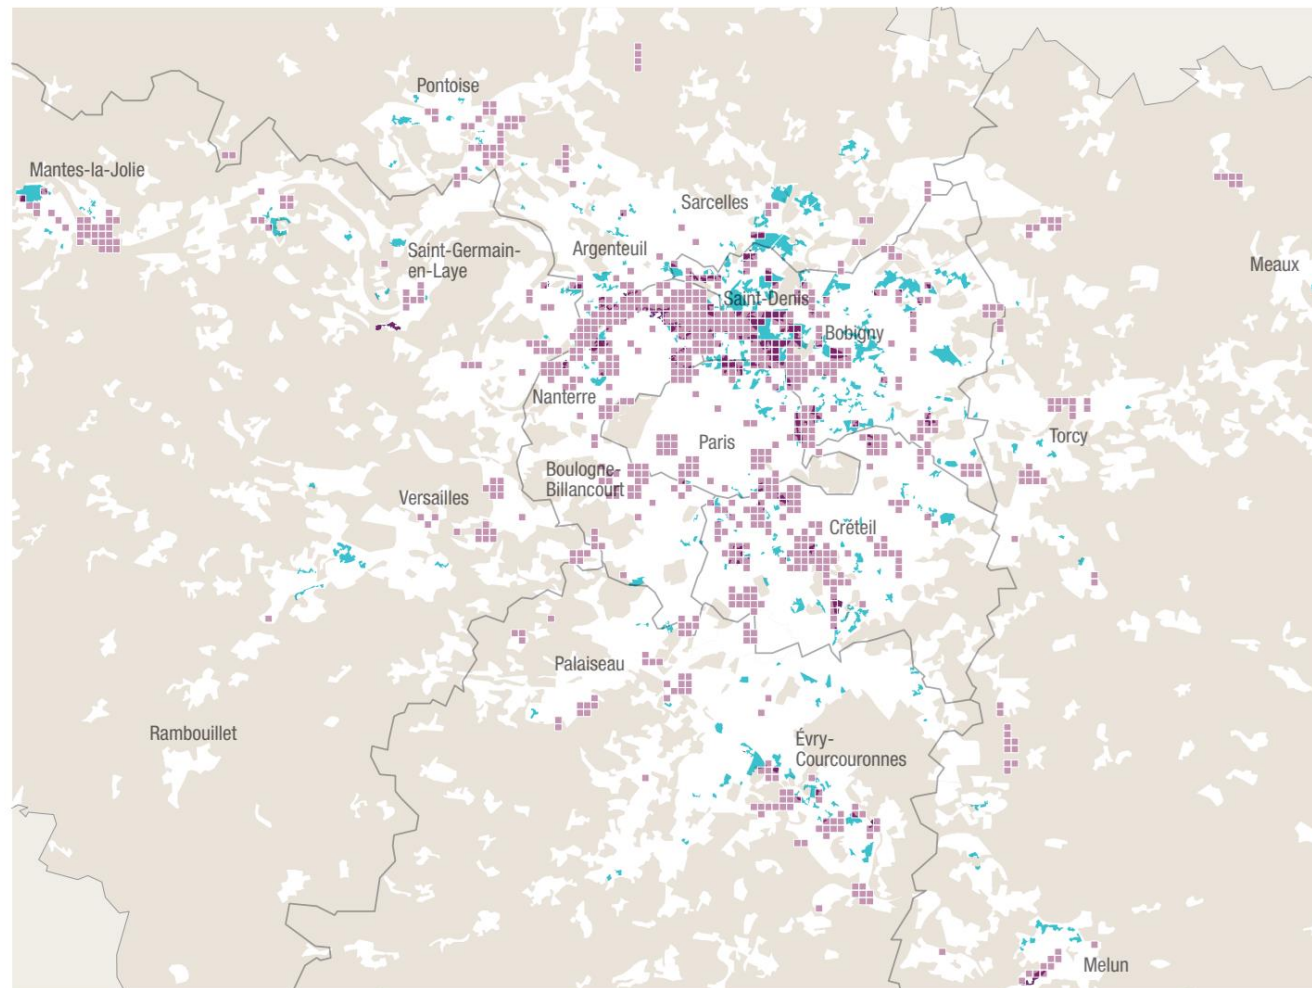 Pontoise
Mantes-la-Jolie
Sarcelles
Argenteuil
Saint-Germain-
en-Laye
Meaux
Saint-Denis
Bobigny
Nanterre
Paris
Torcy
Boulogne-
Billancourt
Versailles
Créteil
Palaiseau
Rambouillet
Évry-
Courcouronnes
Melun